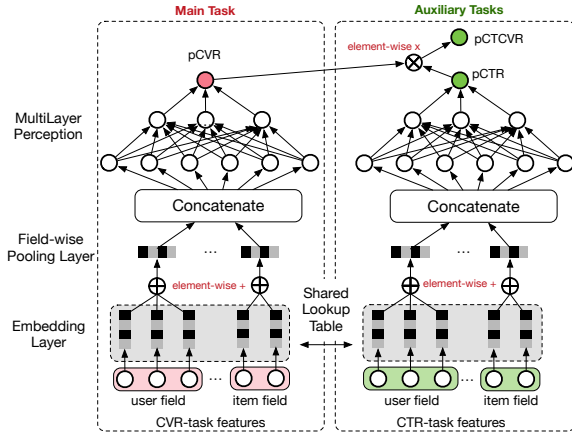 Main Task
Auxiliary Tasks
pCTCVR
element-wise x
pCVR
pCTR
MultiLayer
Perception
...
Concatenate
Concatenate
Field-wise
Pooling Layer
...
...
element-wise +
element-wise +
Shared
Lookup
Table
Embedding
Layer
...
...
user field
item field
user field
item field
CVR-task features
CTR-task features